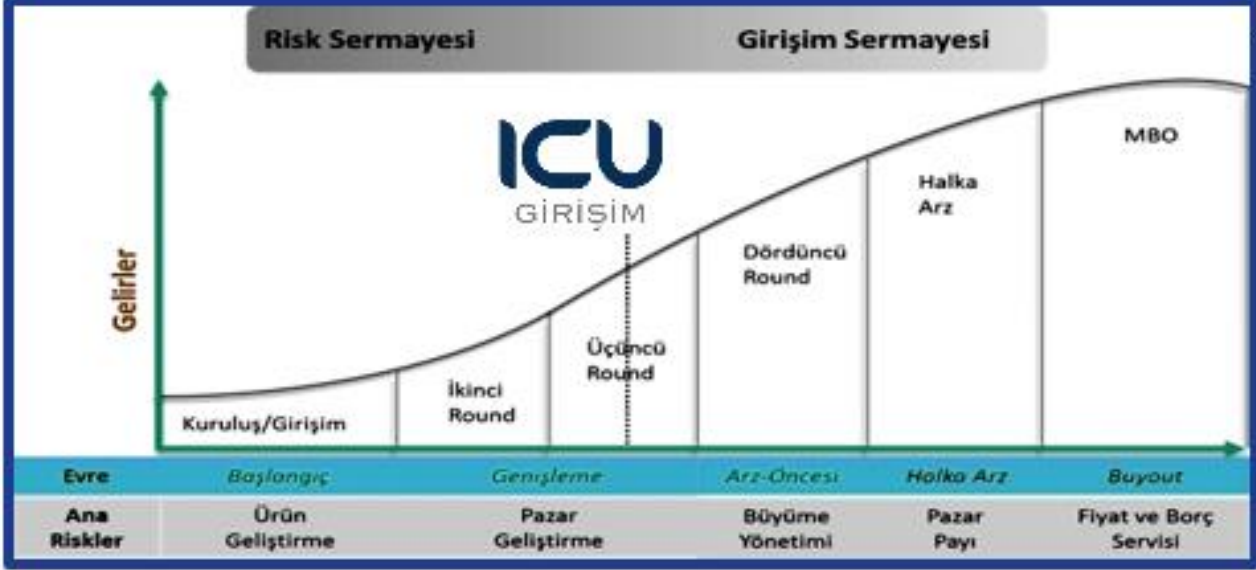 Risk Sermayesi
Girişim Sermayesi
ICU
GİRİŞİM
MBO
Halka
Arz
Dördüncü
Round
Gelirler
Üçüncü
Round
İkinci
Round
Kuruluş/Girişim
Evre Başlangıç Genişleme Arz-Öncesi Halka Arz Buyout
Ana Ürün Pazar Büyüme Pazar Fiyat ve Borç
Riskler Geliştirme Geliştirme Yönetimi Payı Servisi